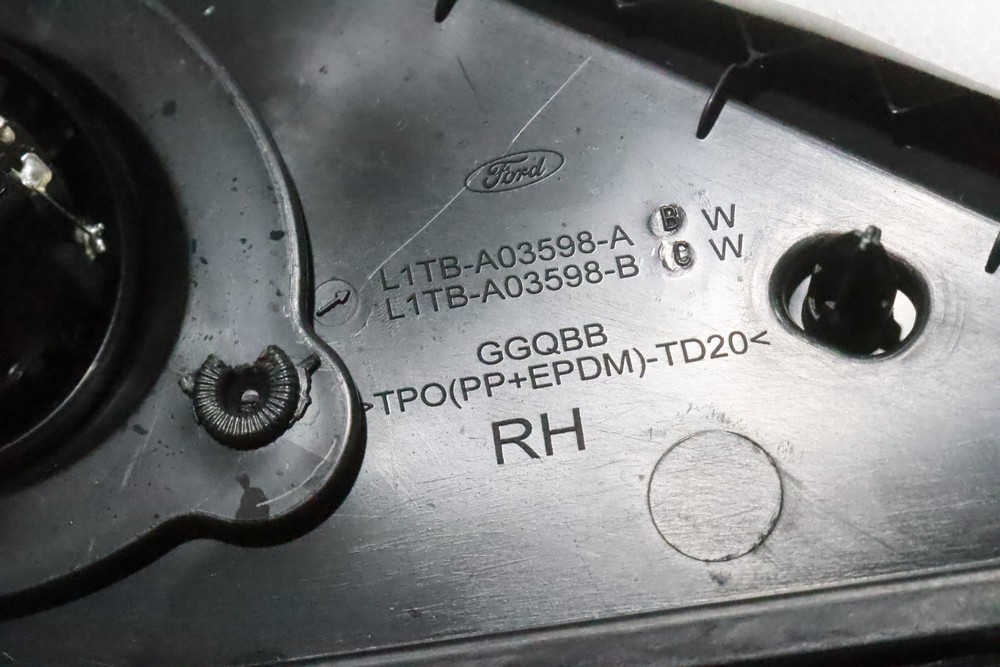 Ford
L1TB-A03598-A B W
L1TB-A03598-B C W
GGQBB
>TPO(PP+EPDM)-TD20<
RH